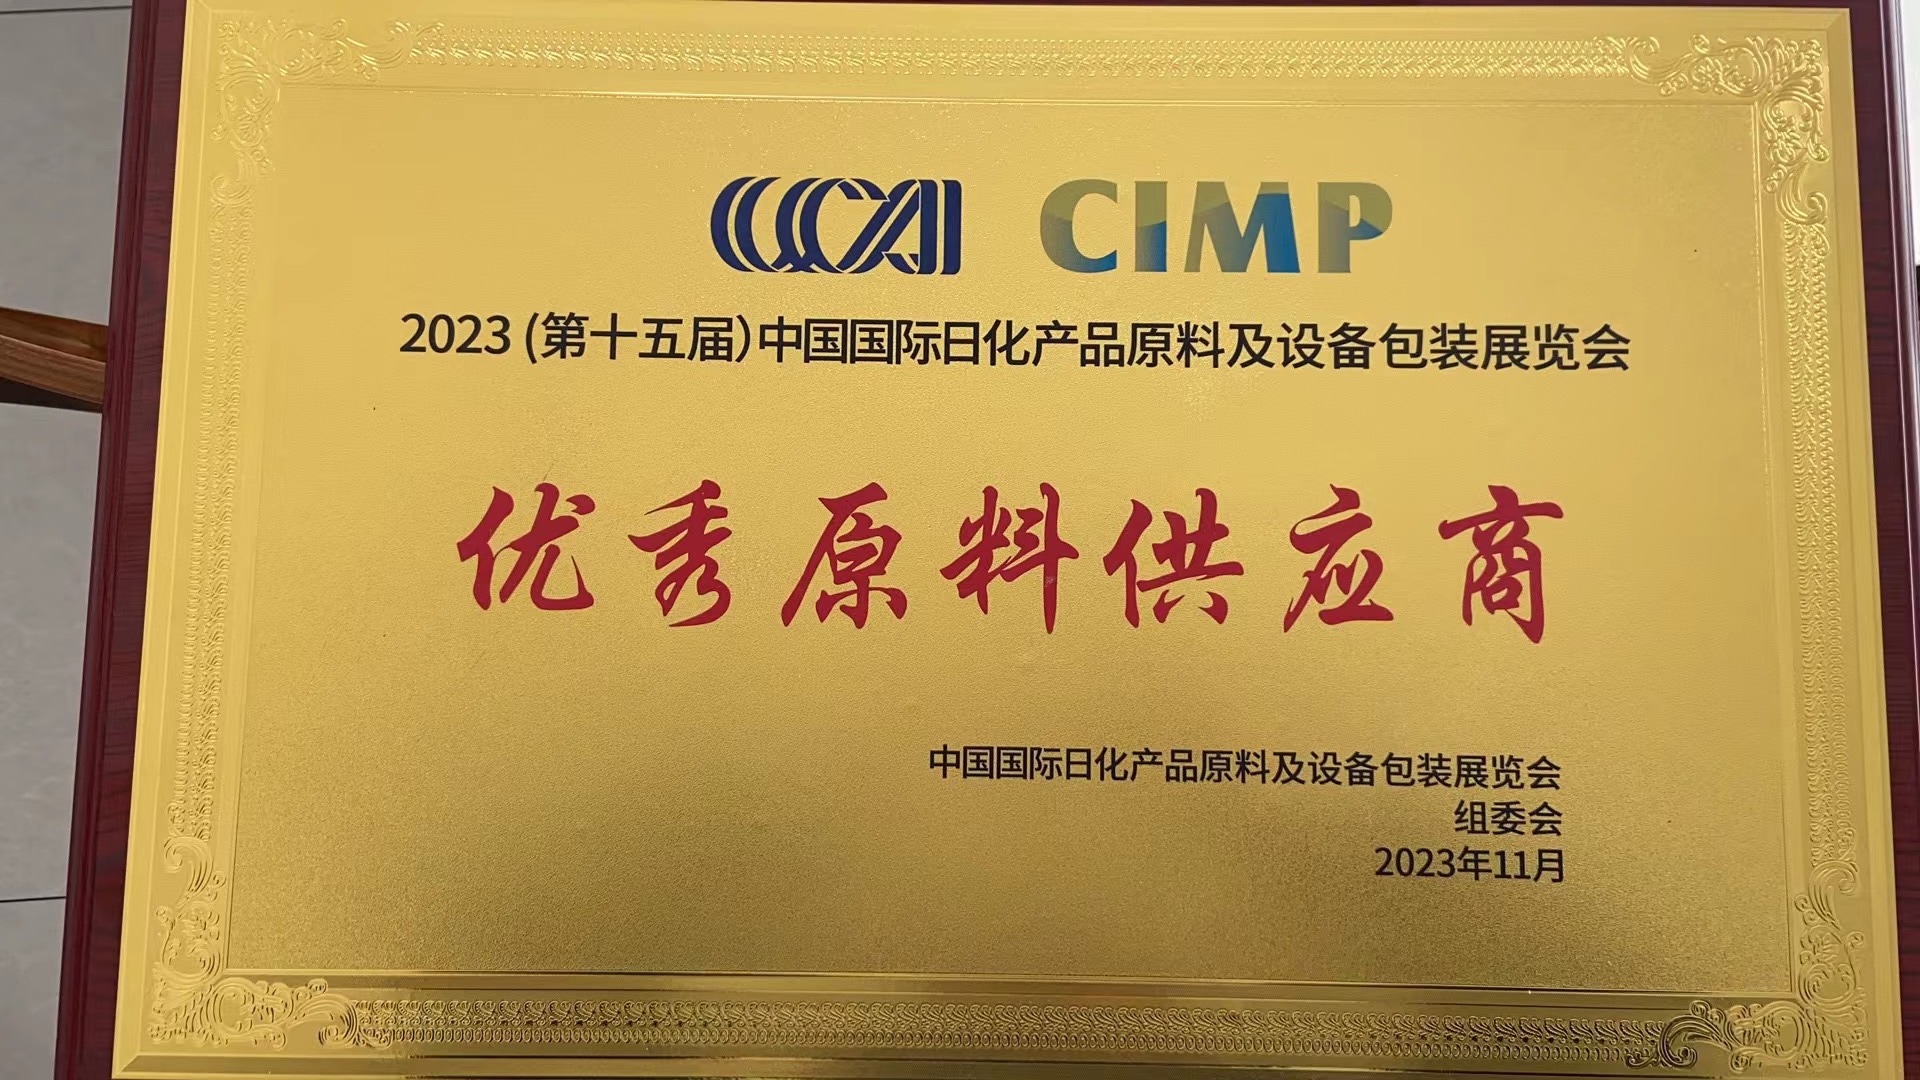 CCAI CIMP
2023 (第十五届)中国国际日化产品原料及设备包装展览会
优秀原料供应商
中国国际日化产品原料及设备包装展览会
组委会
2023年11月